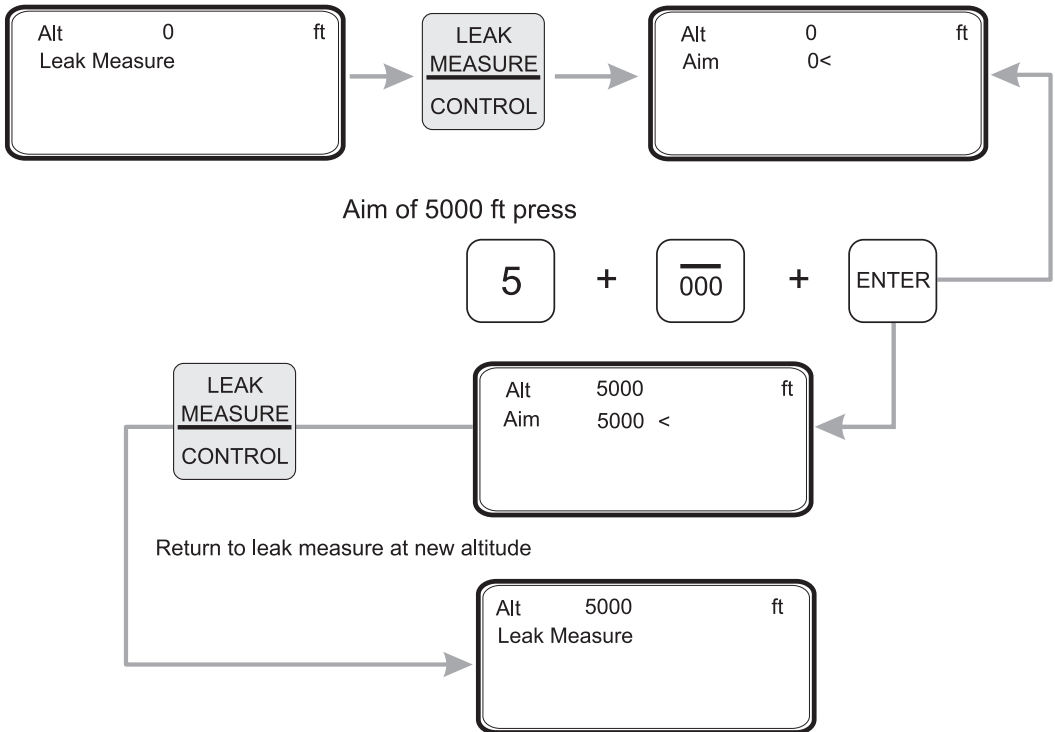 Alt 0 ft
Leak Measure
LEAK
MEASURE
CONTROL
Alt 0 ft
Aim 0<
Aim of 5000 ft press
5 + 000 + ENTER
LEAK
MEASURE
CONTROL
Alt 5000 ft
Aim 5000 <
Return to leak measure at new altitude
Alt 5000 ft
Leak Measure